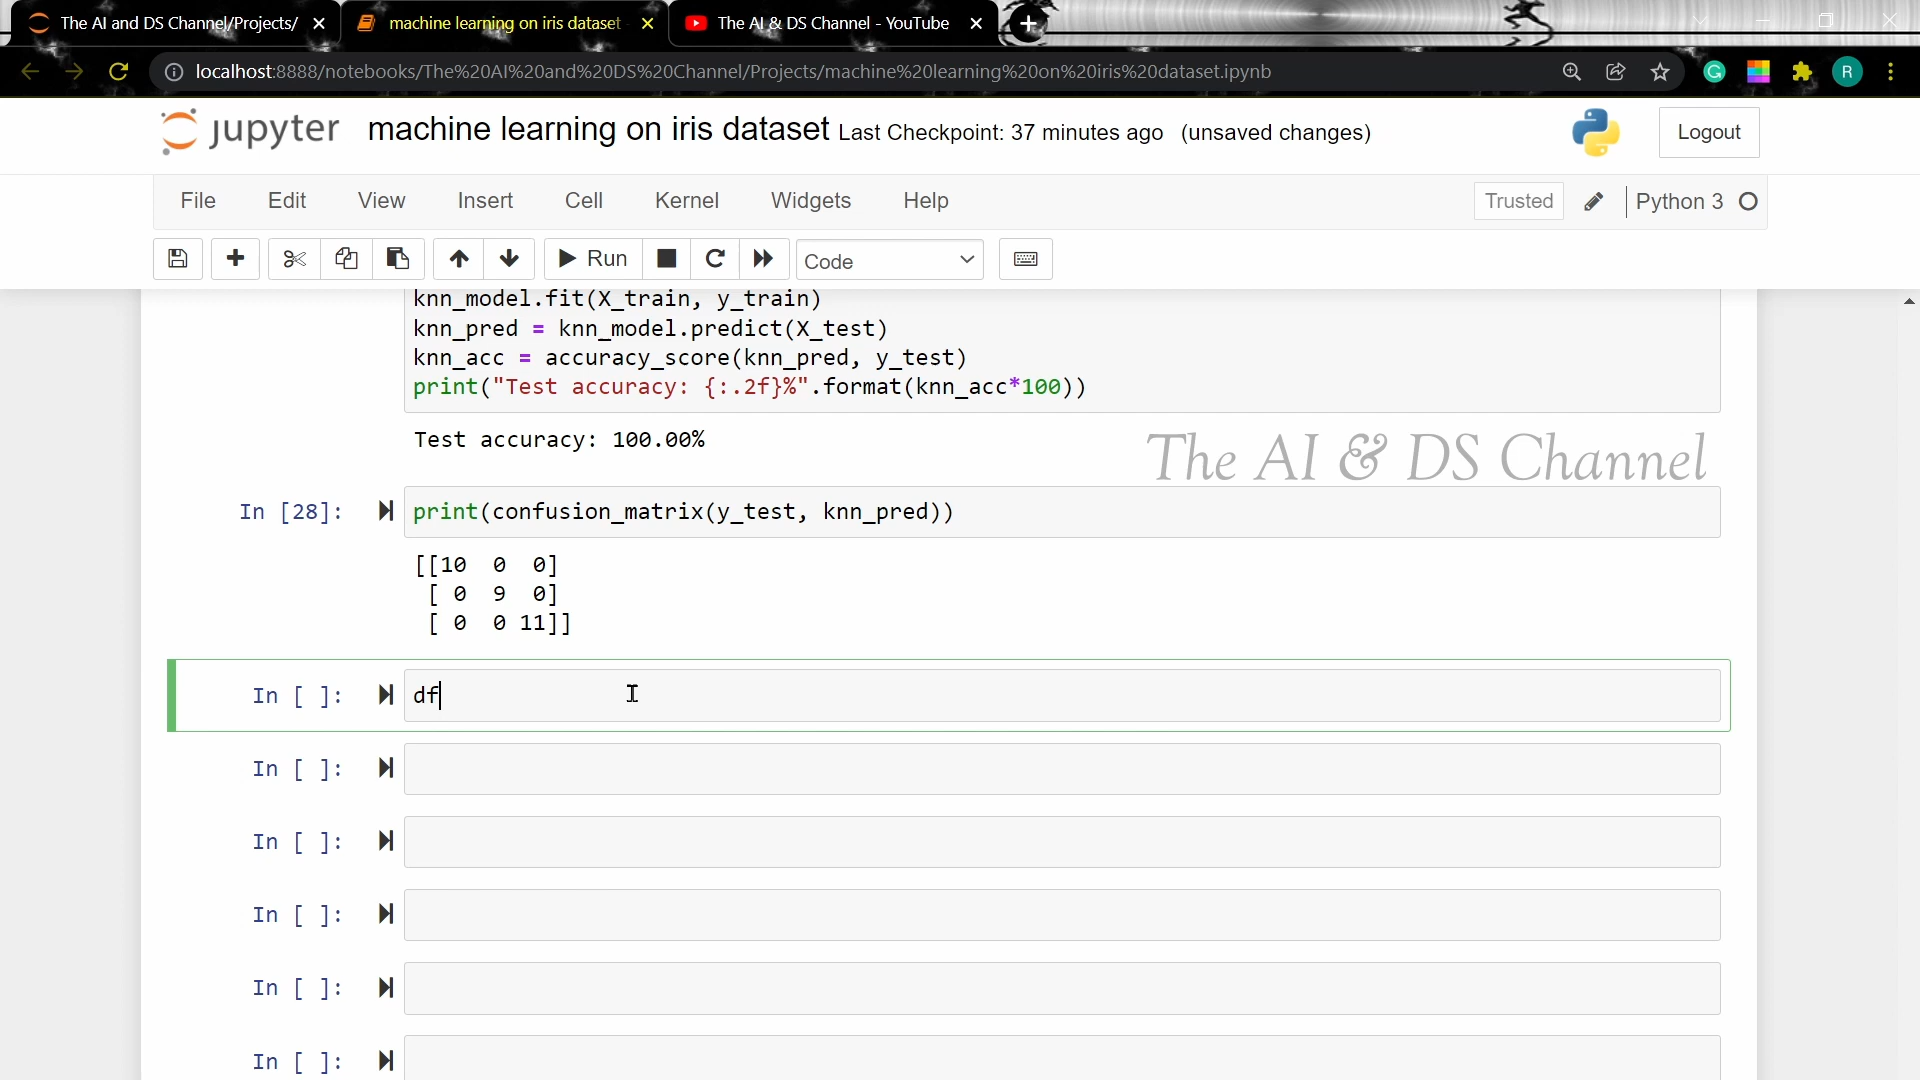 The AI and DS Channel/Projects/
machine learning on iris dataset
The AI & DS Channel - YouTube
localhost:8888/notebooks/The%20AI%20and%20DS%20Channel/Projects/machine%20learning%20on%20iris%20dataset.ipynb
R
jupyter machine learning on iris dataset Last Checkpoint: 37 minutes ago (unsaved changes)
Logout
File Edit View Insert Cell Kernel Widgets Help
Trusted
Python 3
Run
Code
knn_model.fit(X_train, y_train)
knn_pred = knn_model.predict(X_test)
knn_acc = accuracy_score(knn_pred, y_test)
print("Test accuracy: {:.2f}%".format(knn_acc*100))
Test accuracy: 100.00%
The AI & DS Channel
In [28]: print(confusion_matrix(y_test, knn_pred))
[[10 0 0]
[ 0 9 0]
[ 0 0 11]]
In [ ]: df
In [ ]:
In [ ]:
In [ ]:
In [ ]:
In [ ]: